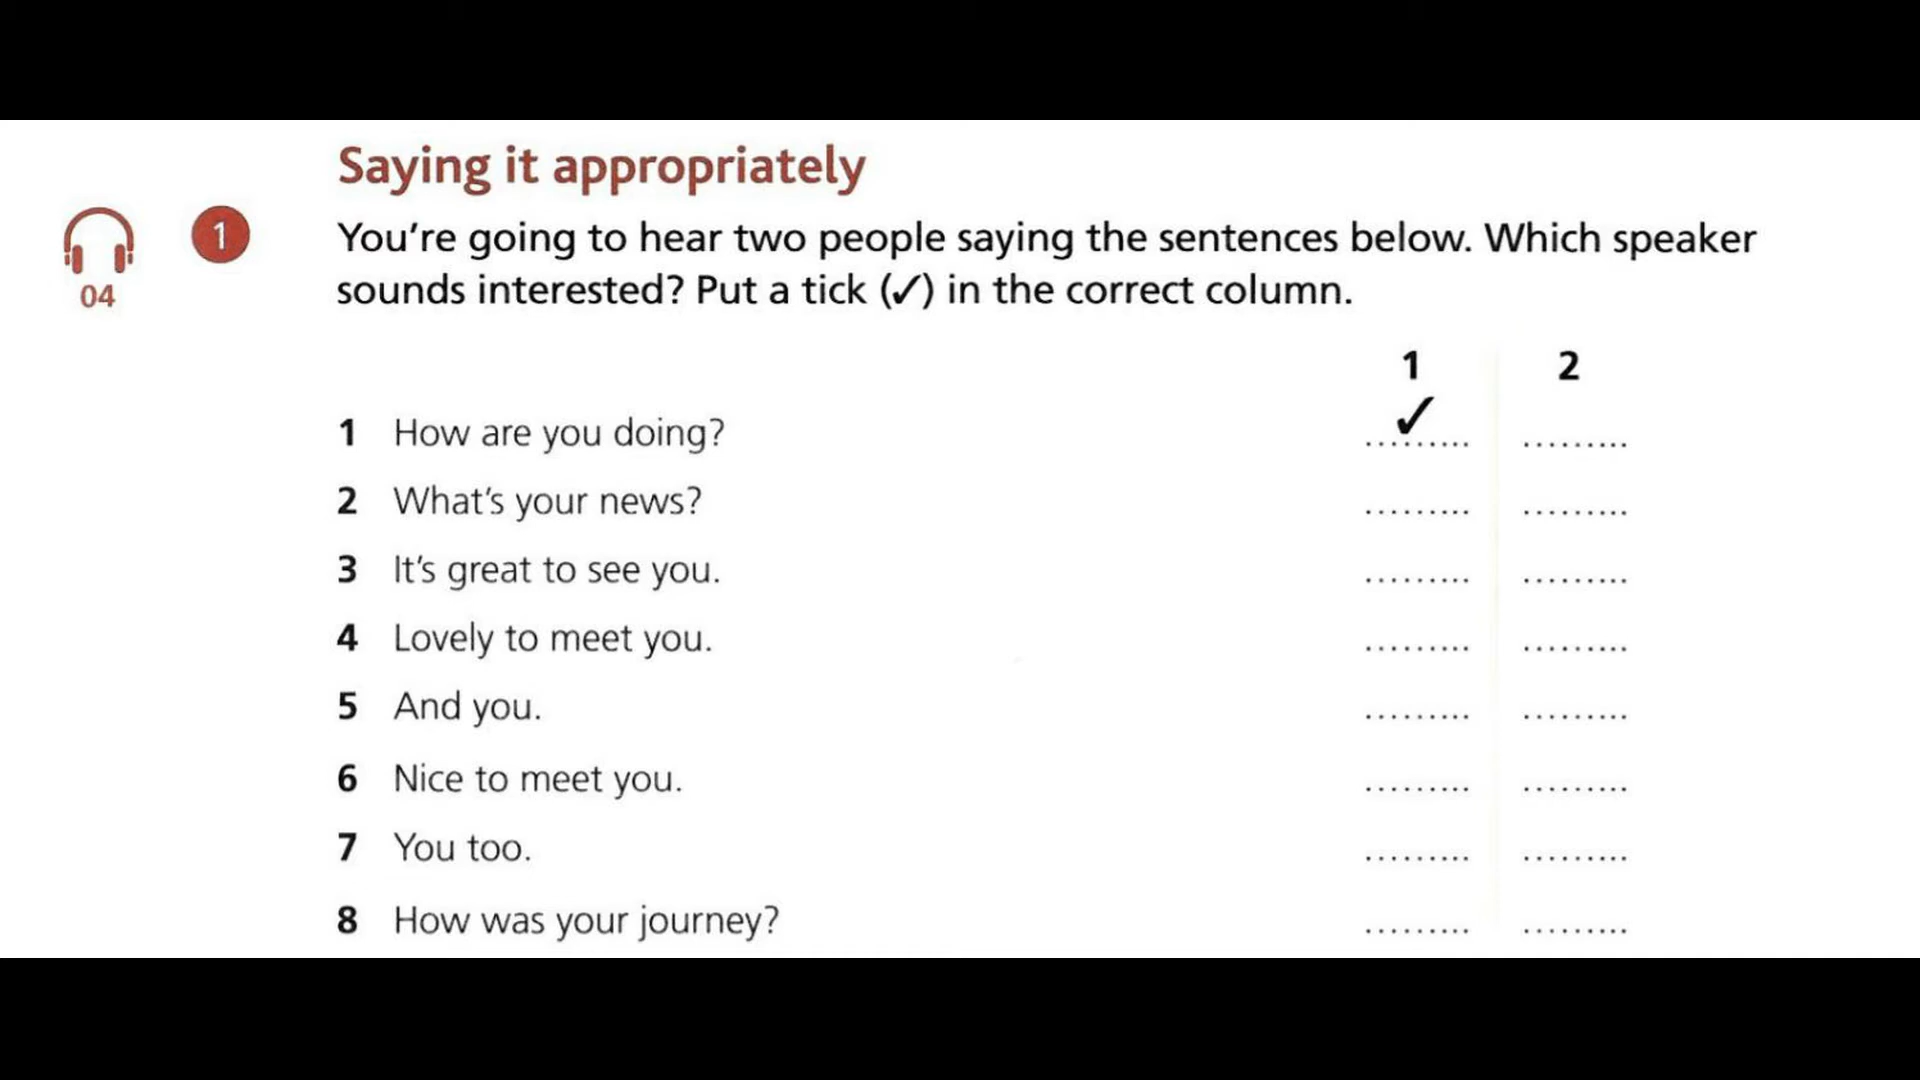 Saying it appropriately
04
1 You're going to hear two people saying the sentences below. Which speaker
sounds interested? Put a tick (✓) in the correct column.
1 2
1 How are you doing? ....✓.... .........
2 What's your news? ......... .........
3 It's great to see you. ......... .........
4 Lovely to meet you. ......... .........
5 And you. ......... .........
6 Nice to meet you. ......... .........
7 You too. ......... .........
8 How was your journey? ......... .........